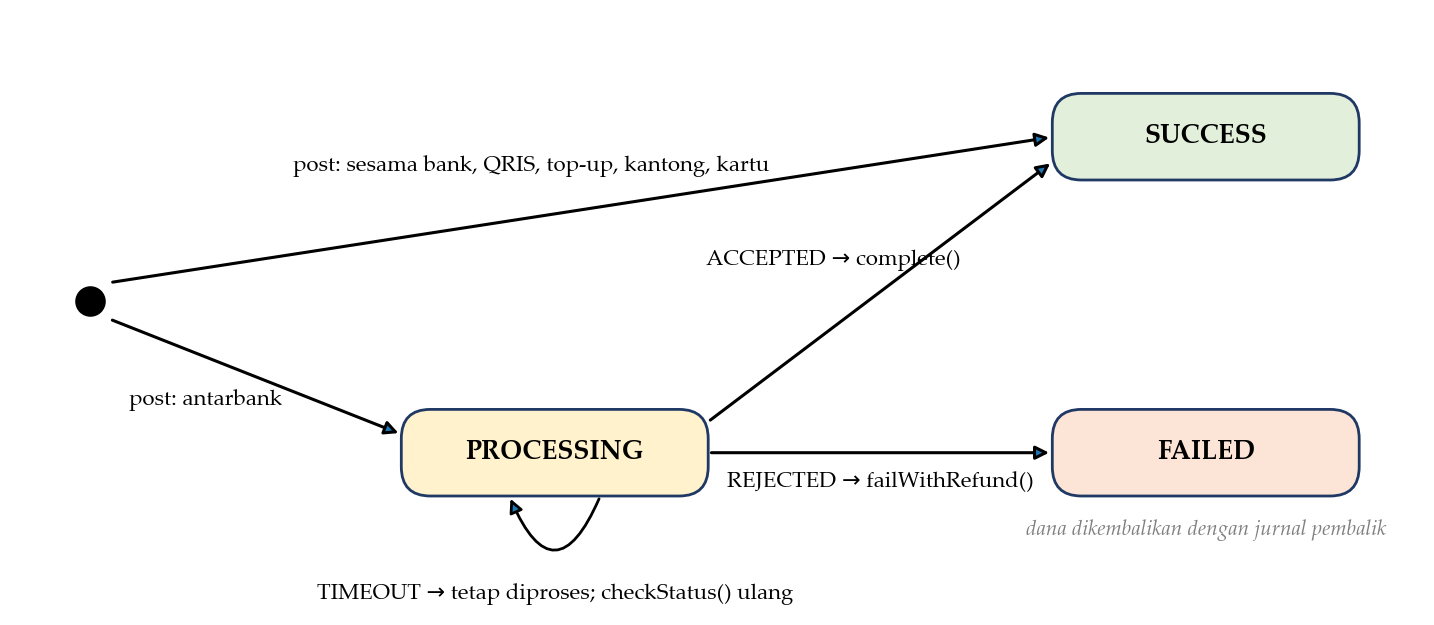 SUCCESS
post: sesama bank, QRIS, top-up, kantong, kartu
ACCEPTED → complete()
post: antarbank
PROCESSING
FAILED
REJECTED → failWithRefund()
dana dikembalikan dengan jurnal pembalik
TIMEOUT → tetap diproses; checkStatus() ulang